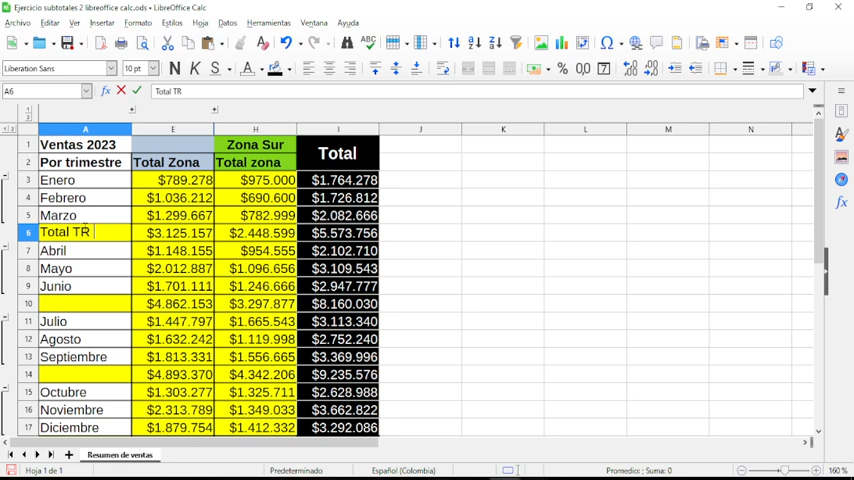 Ejercicio subtotales 2 libreoffice calc.ods • LibreOffice Calc
Archivo Editar Ver Insertar Formato Estilos Hoja Datos Herramientas Ventana Ayuda
Liberation Sans 10 pt N K S A
A6 fx Total TR
1 2
1 2 A E H I J K L M N
1 Ventas 2023 Zona Sur Total
2 Por trimestre Total Zona Total zona
3 Enero $789.278 $975.000 $1.764.278
4 Febrero $1.036.212 $690.600 $1.726.812
5 Marzo $1.299.667 $782.999 $2.082.666
6 Total TR $3.125.157 $2.448.599 $5.573.756
7 Abril $1.148.155 $954.555 $2.102.710
8 Mayo $2.012.887 $1.096.656 $3.109.543
9 Junio $1.701.111 $1.246.666 $2.947.777
10 $4.862.153 $3.297.877 $8.160.030
11 Julio $1.447.797 $1.665.543 $3.113.340
12 Agosto $1.632.242 $1.119.998 $2.752.240
13 Septiembre $1.813.331 $1.556.665 $3.369.996
14 $4.893.370 $4.342.206 $9.235.576
15 Octubre $1.303.277 $1.325.711 $2.628.988
16 Noviembre $2.313.789 $1.349.033 $3.662.822
17 Diciembre $1.879.754 $1.412.332 $3.292.086
Resumen de ventas
Hoja 1 de 1 Predeterminado Español (Colombia) Promedio: ; Suma: 0 160 %